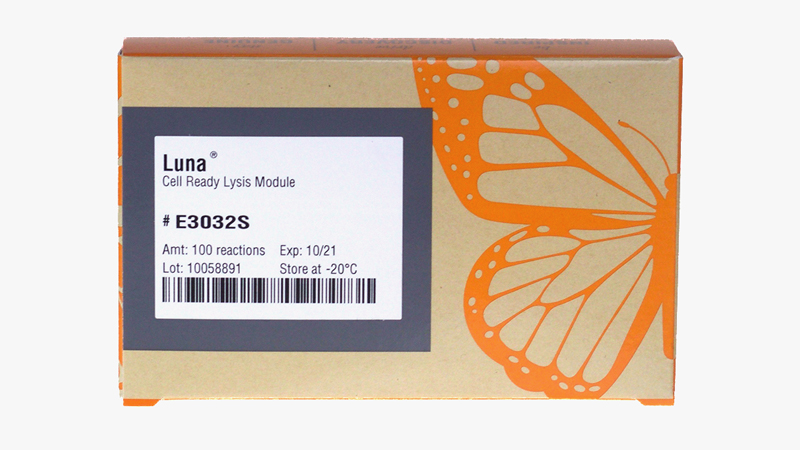 Luna®
Cell Ready Lysis Module
# E3032S
Amt: 100 reactions Exp: 10/21
Lot: 10058891 Store at -20°C